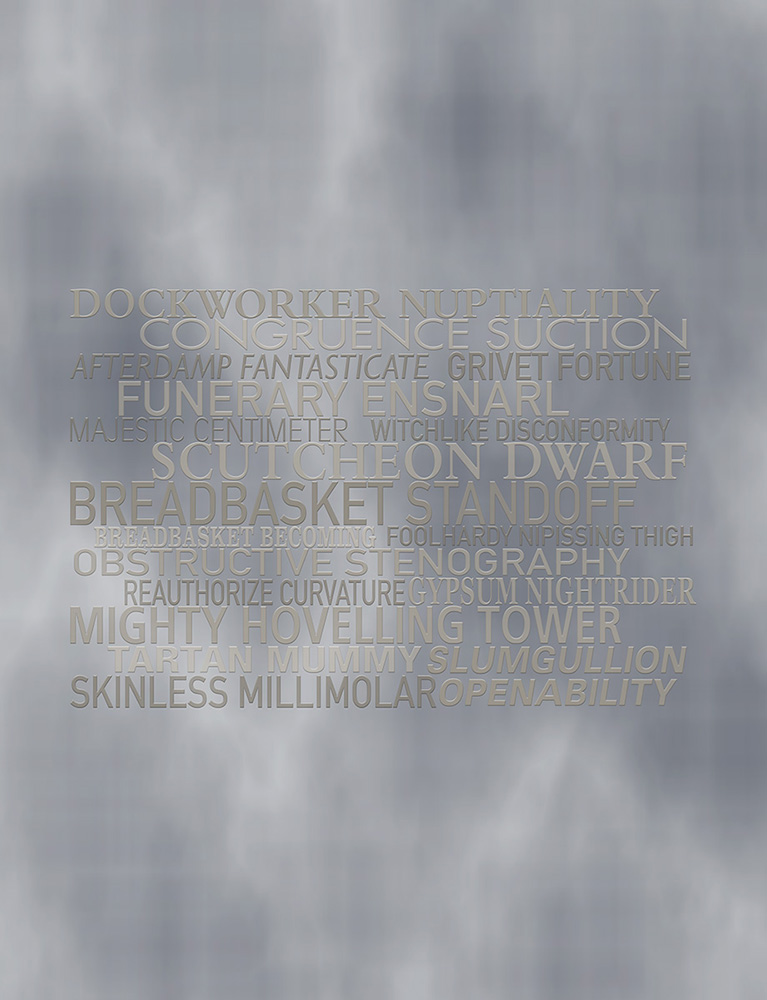 DOCKWORKER NUPTIALITY
CONGRUENCE SUCTION
AFTERDAMP FANTASTICATE GRIVET FORTUNE
FUNERARY ENSNARL
MAJESTIC CENTIMETER WITCHLIKE DISCONFORMITY
SCUTCHEON DWARF
BREADBASKET STANDOFF
BREADBASKET BECOMING FOOLHARDY NIPISSING THIGH
OBSTRUCTIVE STENOGRAPHY
REAUTHORIZE CURVATURE GYPSUM NIGHTRIDER
MIGHTY HOVELLING TOWER
TARTAN MUMMY SLUMGULLION
SKINLESS MILLIMOLAR OPENABILITY